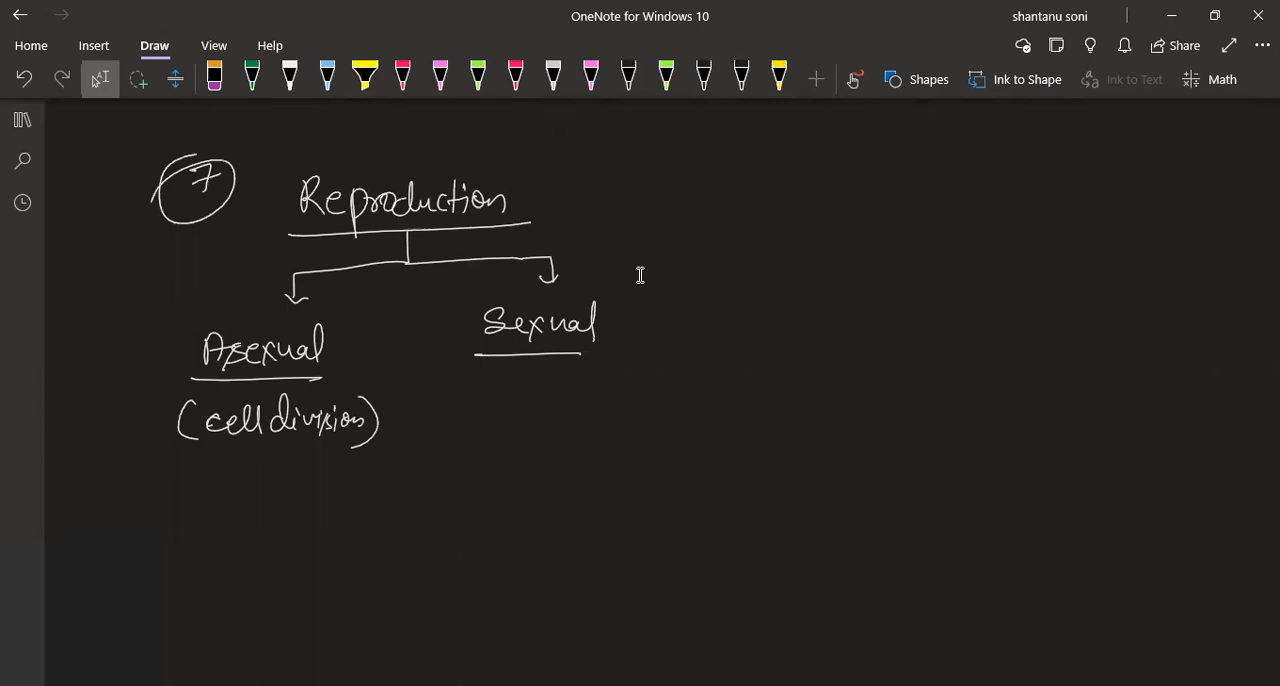 OneNote for Windows 10
shantanu soni
Home Insert Draw View Help
Share
Shapes Ink to Shape Ink to Text Math
7
Reproduction
Asexual Sexual
(cell division)